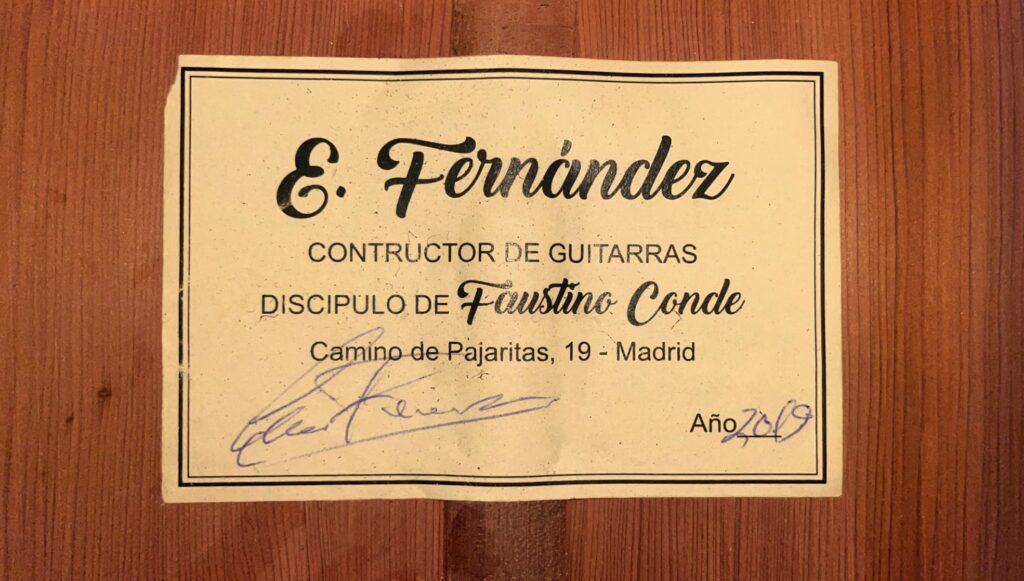 E. Fernández
CONTRUCTOR DE GUITARRAS
DISCIPULO DE Faustino Conde
Camino de Pajaritas, 19 - Madrid
Año 2019